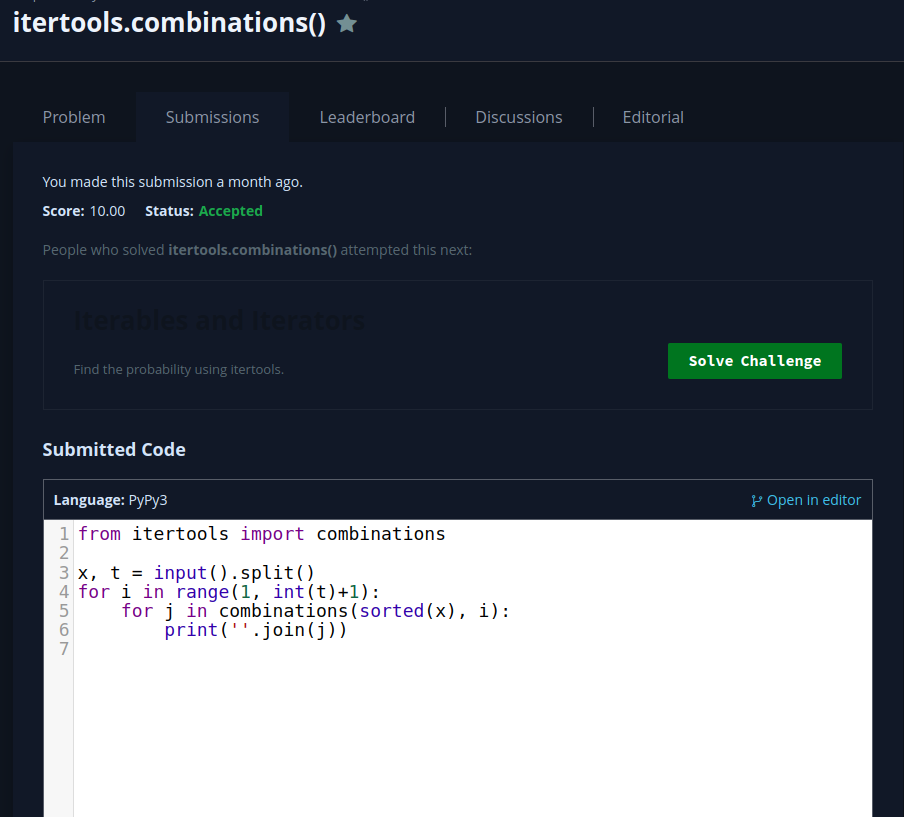 itertools.combinations()
Problem
Submissions
Leaderboard
Discussions
Editorial
You made this submission a month ago.
Score: 10.00 Status: Accepted
People who solved itertools.combinations() attempted this next:
Iterables and Iterators
Find the probability using itertools.
Solve Challenge
Submitted Code
Language: PyPy3
Open in editor
1 from itertools import combinations
2
3 x, t = input().split()
4 for i in range(1, int(t)+1):
5     for j in combinations(sorted(x), i):
6         print(''.join(j))
7